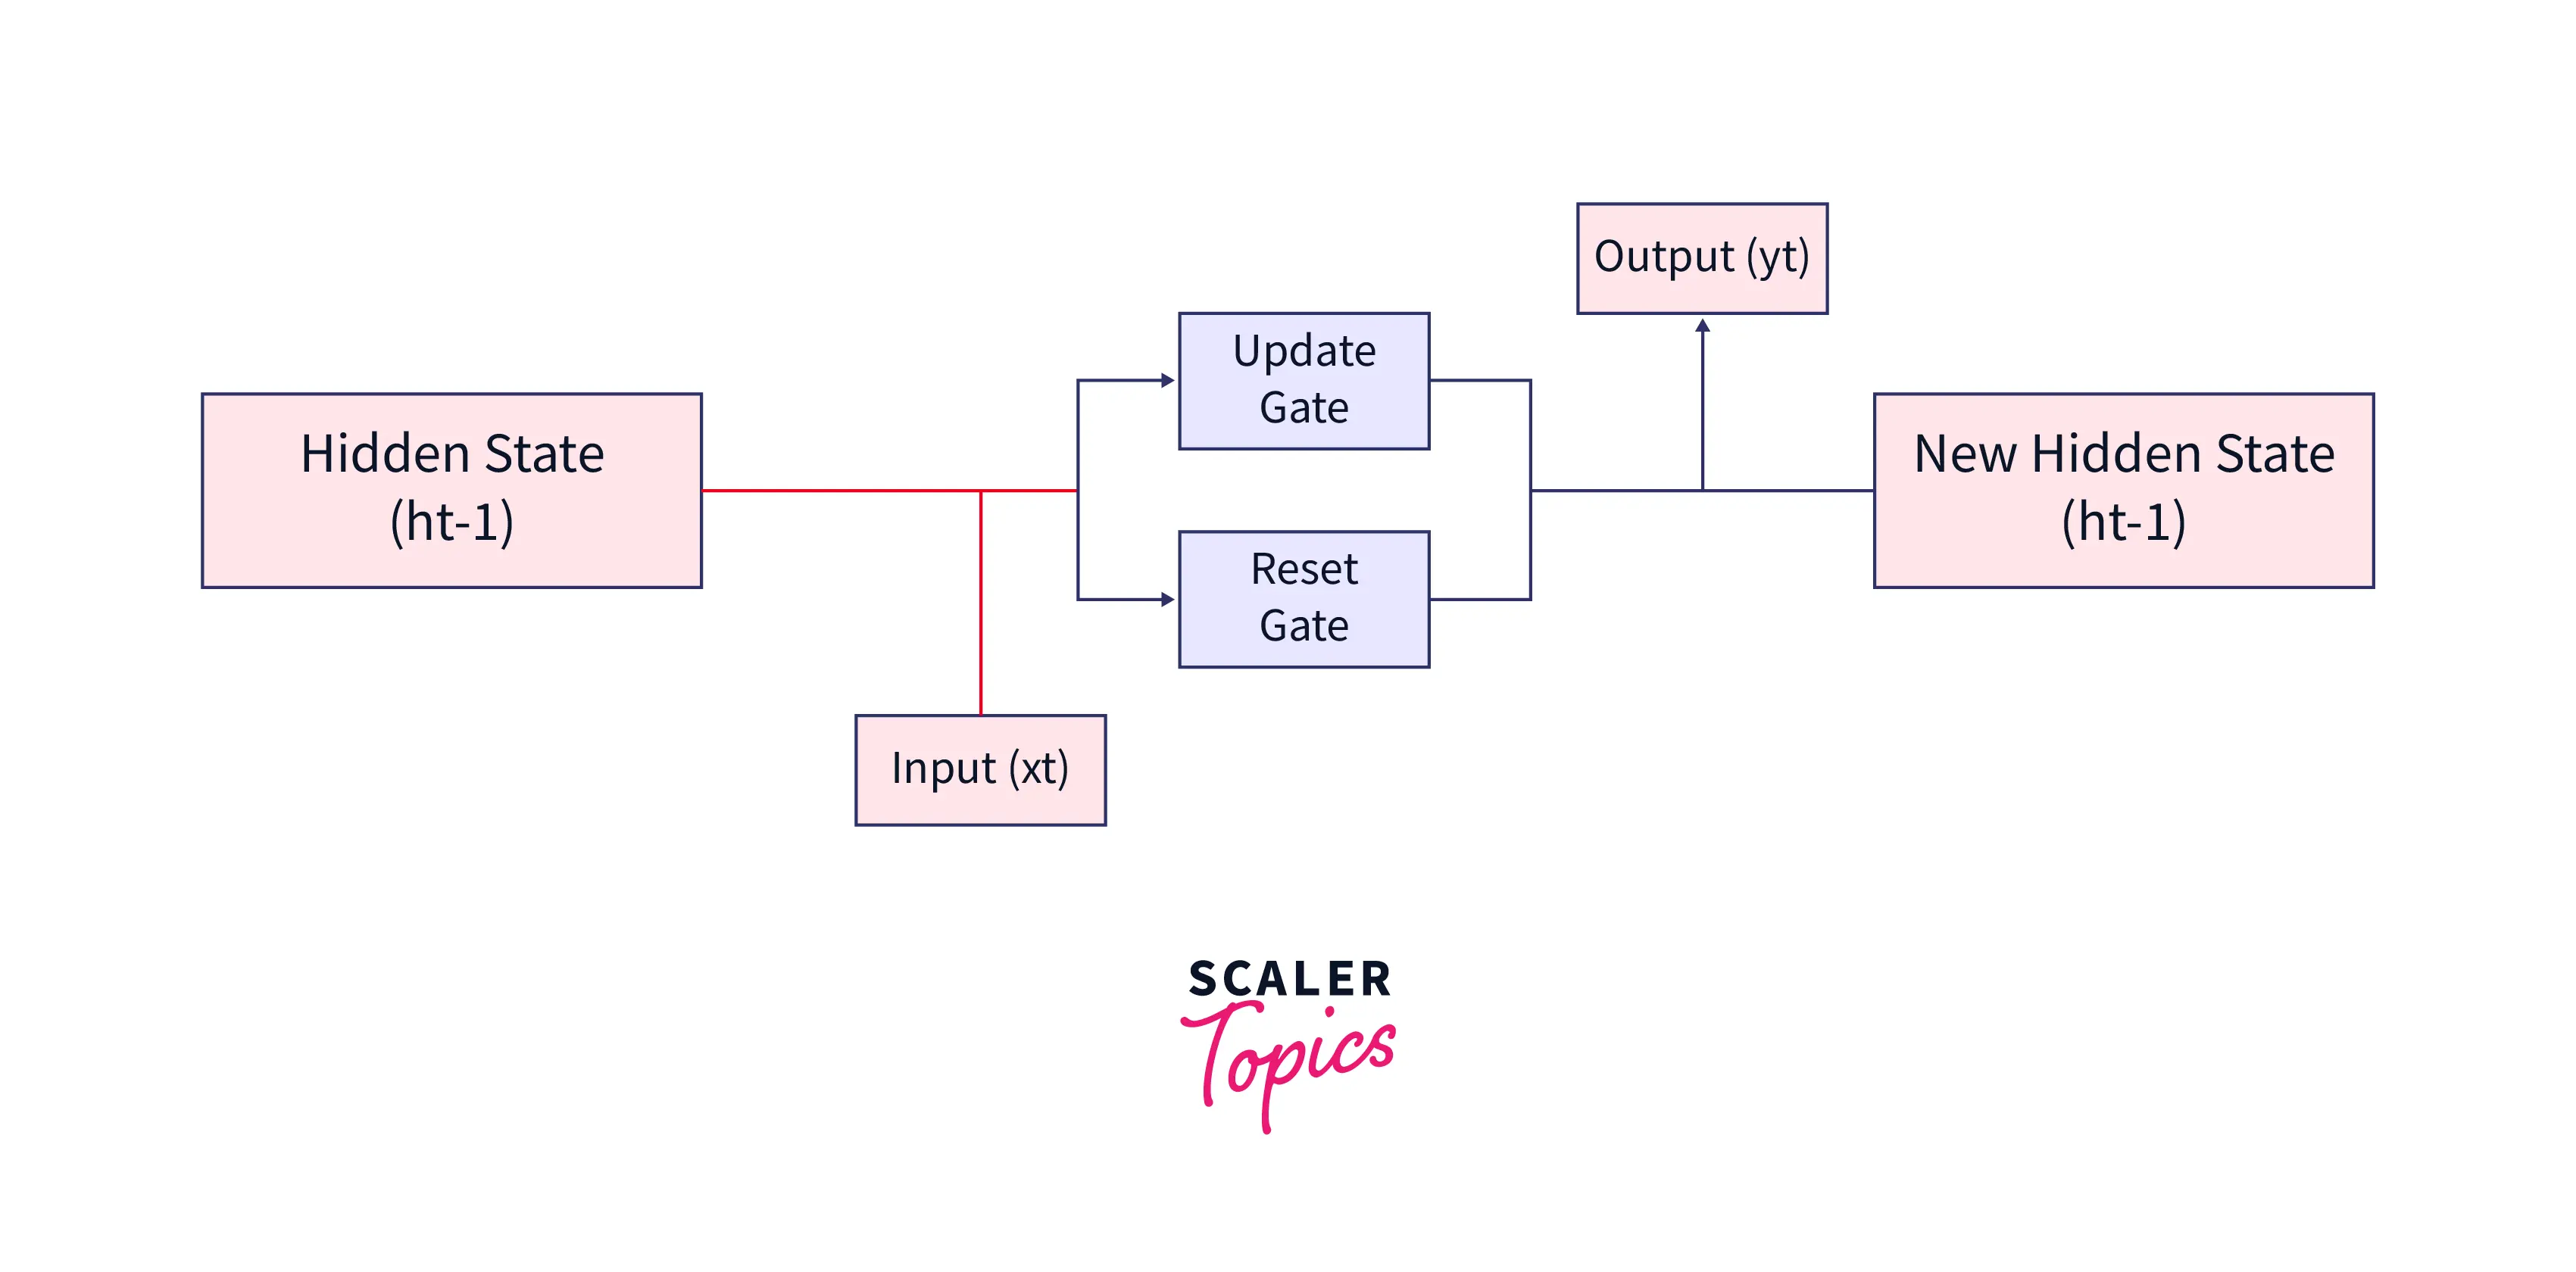 Output (yt)
Update
Gate
Hidden State
(ht-1)
New Hidden State
(ht-1)
Reset
Gate
Input (xt)
SCALER
Topics